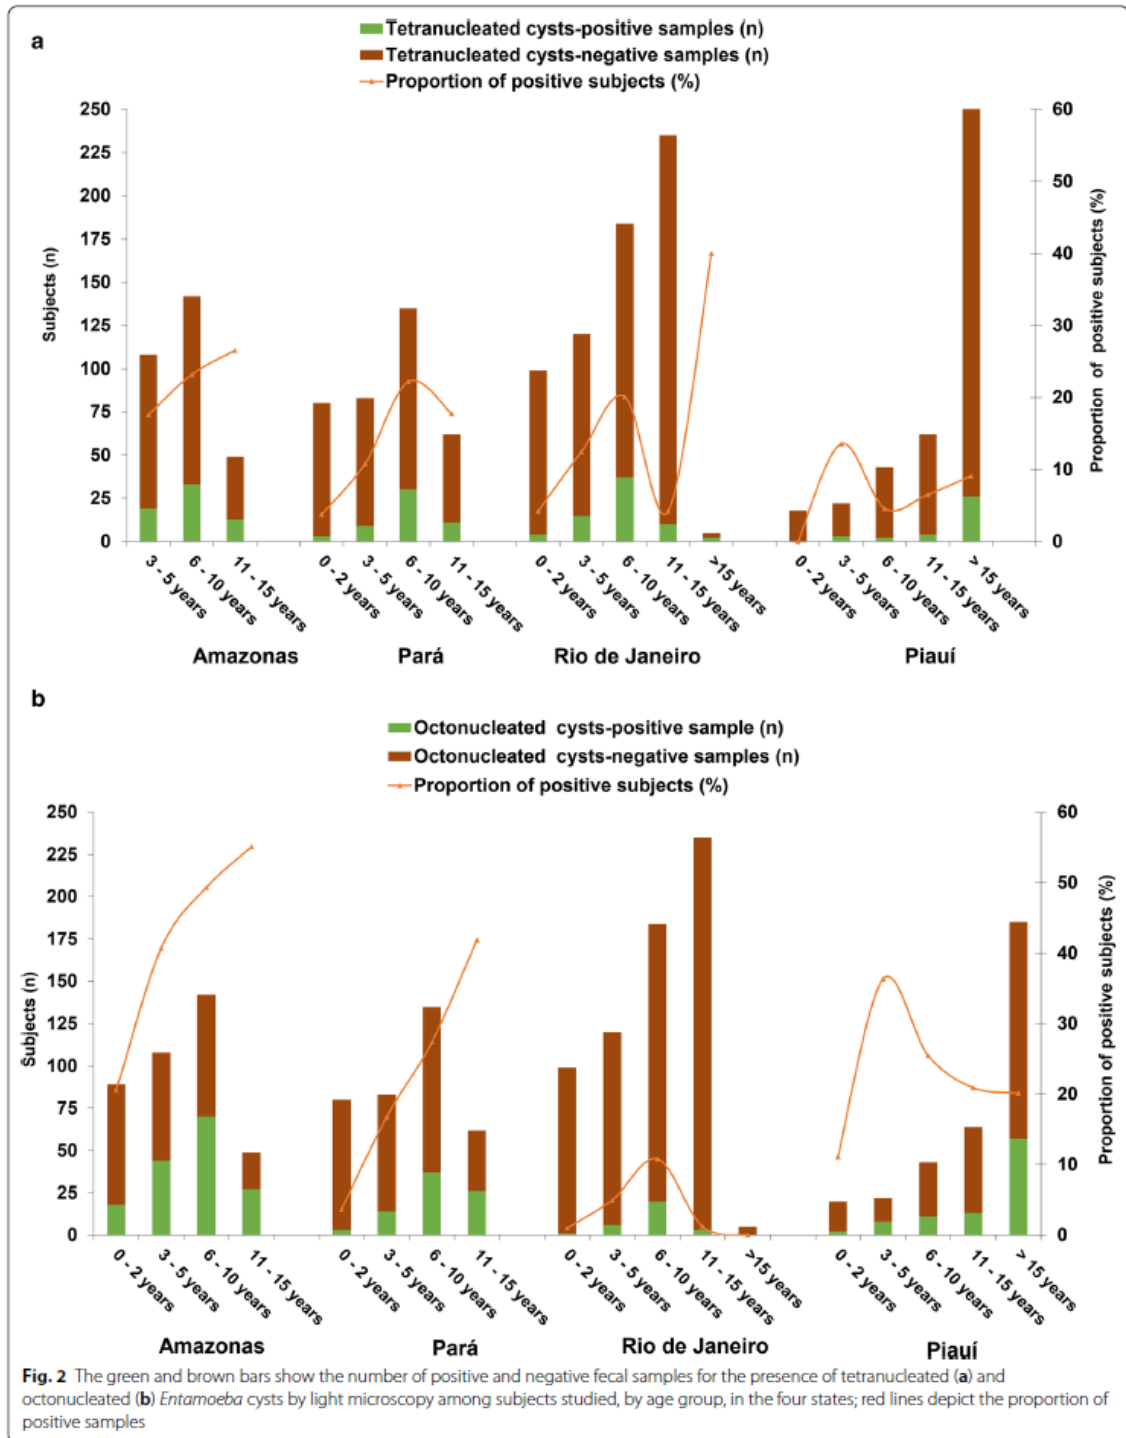 a
Tetranucleated cysts-positive samples (n)
Tetranucleated cysts-negative samples (n)
Proportion of positive subjects (%)
Subjects (n)
250
225
200
175
150
125
100
75
50
25
0
60
50
40
30
20
10
0
Proportion of positive subjects (%)
3 - 5 years
6 - 10 years
11 - 15 years
0 - 2 years
3 - 5 years
6 - 10 years
11 - 15 years
0 - 2 years
3 - 5 years
6 - 10 years
11 - 15 years
>15 years
0 - 2 years
3 - 5 years
6 - 10 years
11 - 15 years
> 15 years
Amazonas
Pará
Rio de Janeiro
Piauí
b
Octonucleated cysts-positive sample (n)
Octonucleated cysts-negative samples (n)
Proportion of positive subjects (%)
Subjects (n)
250
225
200
175
150
125
100
75
50
25
0
60
50
40
30
20
10
0
Proportion of positive subjects (%)
0 - 2 years
3 - 5 years
6 - 10 years
11 - 15 years
0 - 2 years
3 - 5 years
6 - 10 years
11 - 15 years
0 - 2 years
3 - 5 years
6 - 10 years
11 - 15 years
>15 years
0 - 2 years
3 - 5 years
6 - 10 years
11 - 15 years
> 15 years
Amazonas
Pará
Rio de Janeiro
Piauí
Fig. 2 The green and brown bars show the number of positive and negative fecal samples for the presence of tetranucleated (a) and
octonucleated (b) Entamoeba cysts by light microscopy among subjects studied, by age group, in the four states; red lines depict the proportion of
positive samples